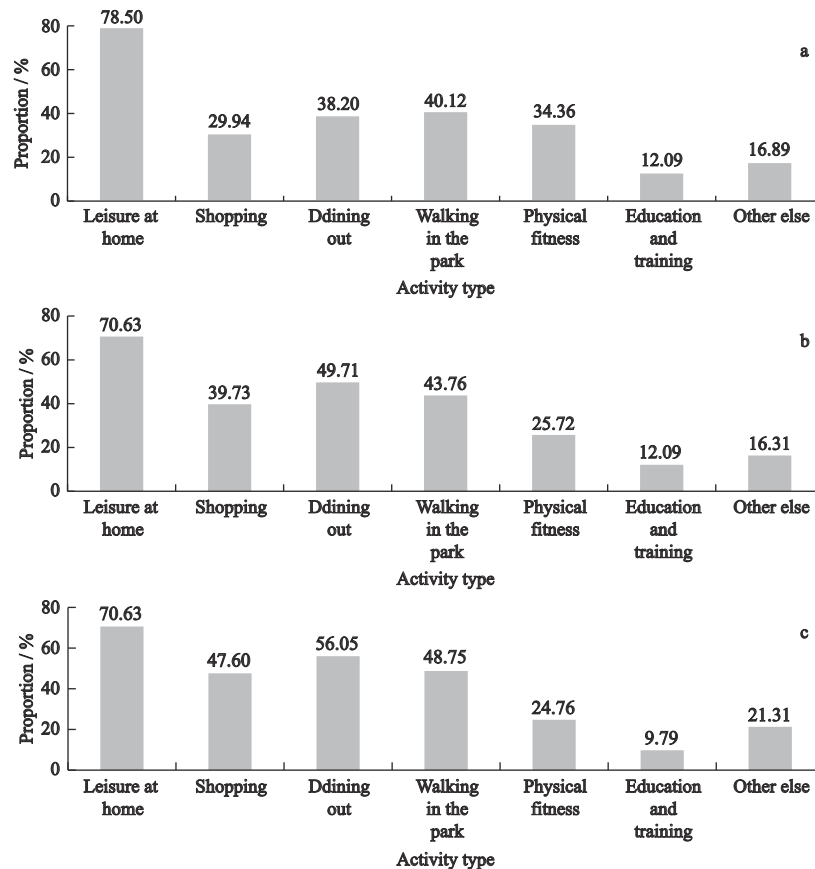 a
Proportion / %
80
60
40
20
0
78.50
29.94
38.20
40.12
34.36
12.09
16.89
Leisure at
home
Shopping
Ddining
out
Walking
in the
park
Physical
fitness
Education
and
training
Other else
Activity type
b
Proportion / %
80
60
40
20
0
70.63
39.73
49.71
43.76
25.72
12.09
16.31
Leisure at
home
Shopping
Ddining
out
Walking
in the
park
Physical
fitness
Education
and
training
Other else
Activity type
c
Proportion / %
80
60
40
20
0
70.63
47.60
56.05
48.75
24.76
9.79
21.31
Leisure at
home
Shopping
Ddining
out
Walking
in the
park
Physical
fitness
Education
and
training
Other else
Activity type